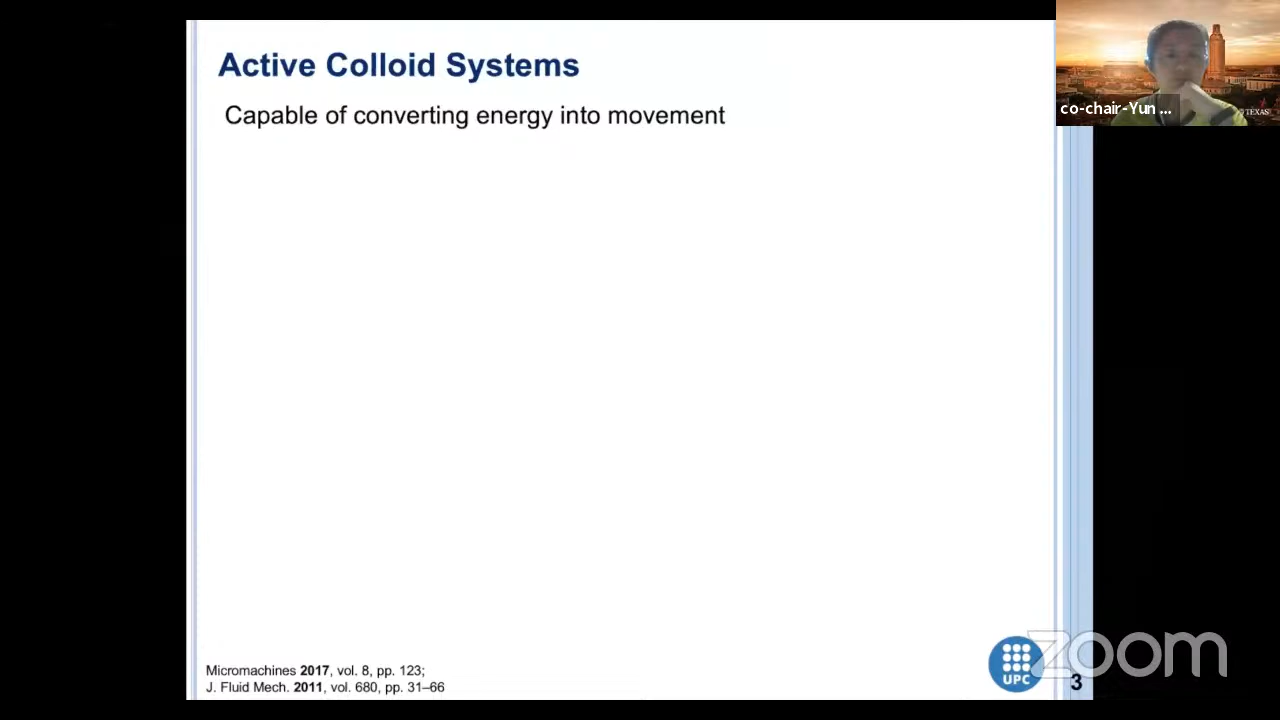 Active Colloid Systems
Capable of converting energy into movement
co-chair-Yun ...
TEXAS
Micromachines 2017, vol. 8, pp. 123;
J. Fluid Mech. 2011, vol. 680, pp. 31–66
UPC
zoom
3